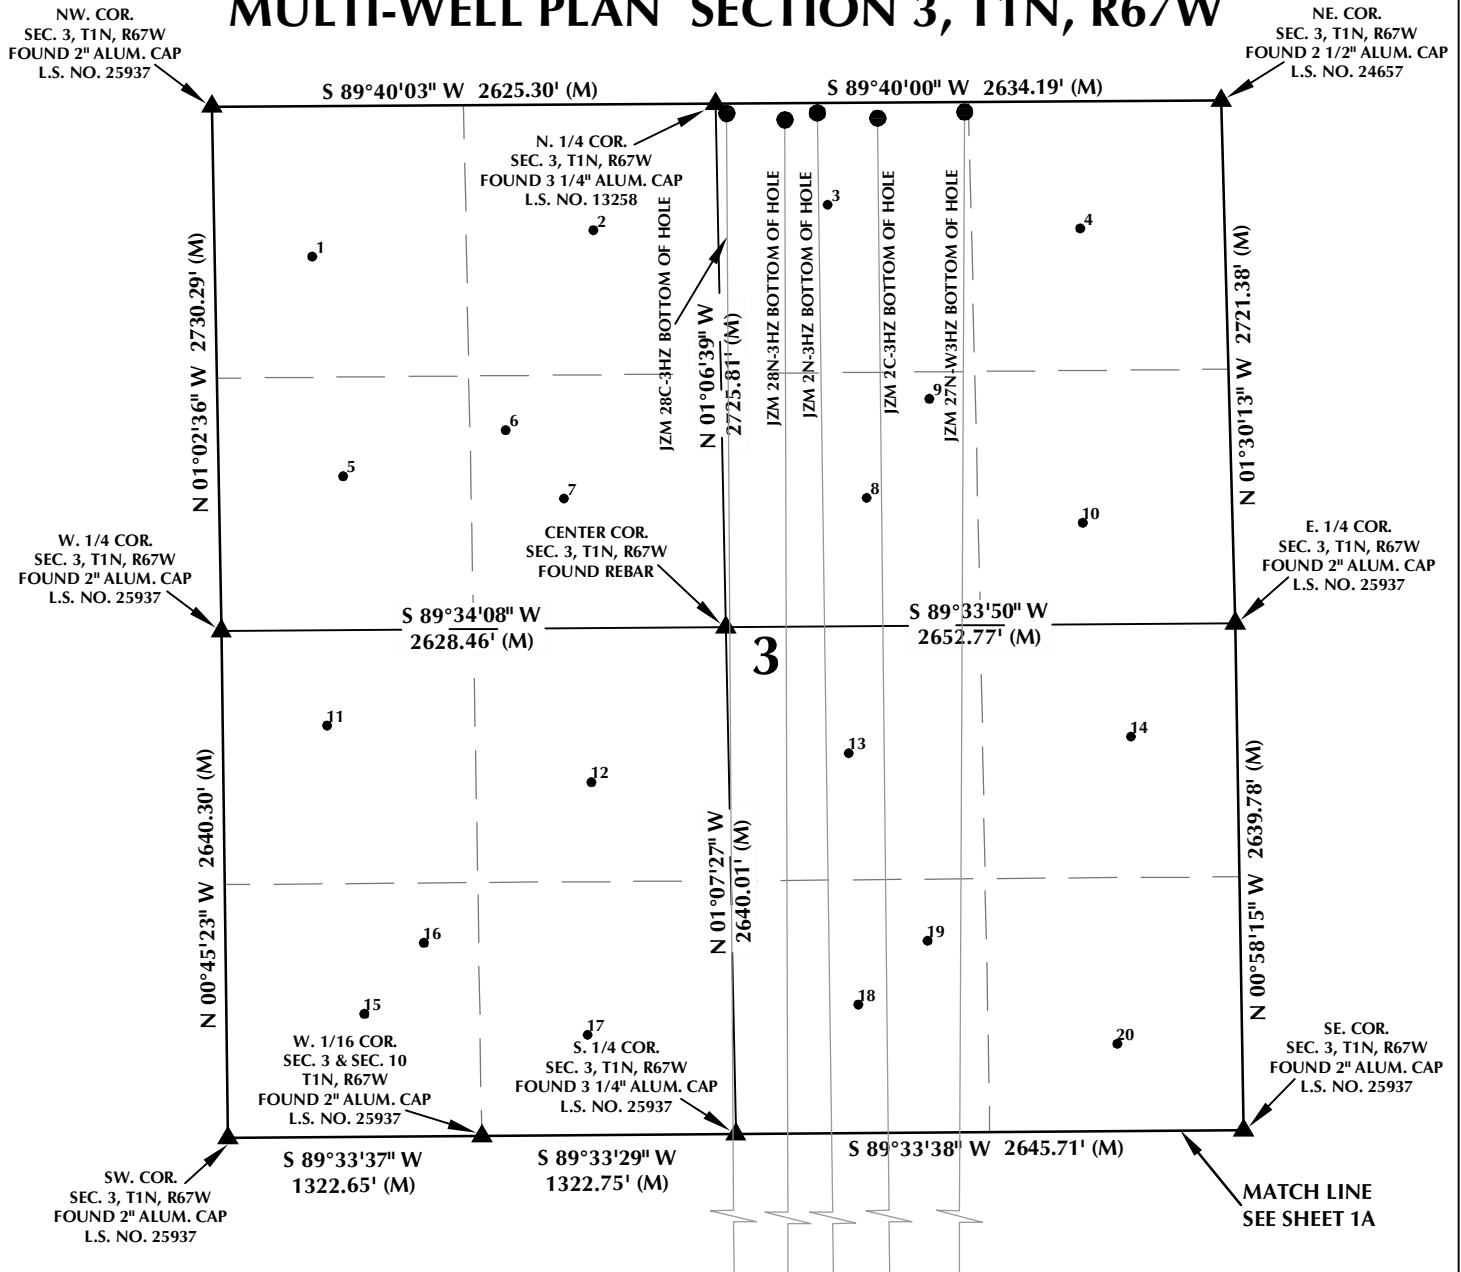 MULTI-WELL PLAN SECTION 3, T1N, R67W
NW. COR.
SEC. 3, T1N, R67W
FOUND 2" ALUM. CAP
L.S. NO. 25937
NE. COR.
SEC. 3, T1N, R67W
FOUND 2 1/2" ALUM. CAP
L.S. NO. 24657
S 89°40'03" W 2625.30' (M)
S 89°40'00" W 2634.19' (M)
N. 1/4 COR.
SEC. 3, T1N, R67W
FOUND 3 1/4" ALUM. CAP
L.S. NO. 13258
1
2
3
4
N 01°02'36" W 2730.29' (M)
JZM 28C-3HZ BOTTOM OF HOLE
N 01°06'39" W
2725.81' (M)
JZM 28N-3HZ BOTTOM OF HOLE
JZM 2N-3HZ BOTTOM OF HOLE
JZM 2C-3HZ BOTTOM OF HOLE
JZM 27N-W3HZ BOTTOM OF HOLE
N 01°30'13" W 2721.38' (M)
5
6
7
8
9
10
W. 1/4 COR.
SEC. 3, T1N, R67W
FOUND 2" ALUM. CAP
L.S. NO. 25937
CENTER COR.
SEC. 3, T1N, R67W
FOUND REBAR
E. 1/4 COR.
SEC. 3, T1N, R67W
FOUND 2" ALUM. CAP
L.S. NO. 25937
S 89°34'08" W
2628.46' (M)
S 89°33'50" W
2652.77' (M)
3
11
12
13
14
N 00°45'23" W 2640.30' (M)
N 01°07'27" W
2640.01' (M)
N 00°58'15" W 2639.78' (M)
15
16
17
18
19
20
W. 1/16 COR.
SEC. 3 & SEC. 10
T1N, R67W
FOUND 2" ALUM. CAP
L.S. NO. 25937
S. 1/4 COR.
SEC. 3, T1N, R67W
FOUND 3 1/4" ALUM. CAP
L.S. NO. 25937
SE. COR.
SEC. 3, T1N, R67W
FOUND 2" ALUM. CAP
L.S. NO. 25937
SW. COR.
SEC. 3, T1N, R67W
FOUND 2" ALUM. CAP
L.S. NO. 25937
S 89°33'37" W
1322.65' (M)
S 89°33'29" W
1322.75' (M)
S 89°33'38" W 2645.71' (M)
MATCH LINE
SEE SHEET 1A